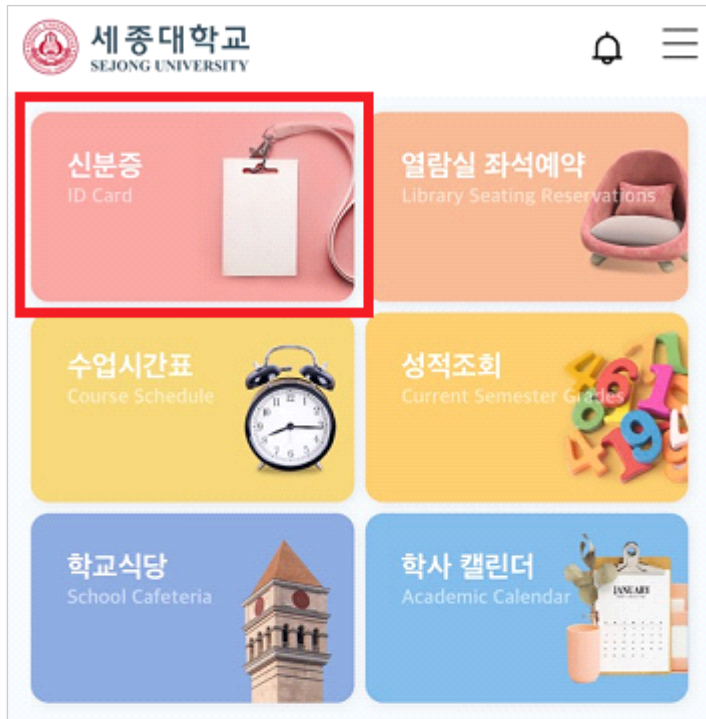 세종대학교
SEJONG UNIVERSITY
신분증
ID Card
열람실 좌석예약
Library Seating Reservations
수업시간표
Course Schedule
성적조회
Current Semester Grades
학교식당
School Cafeteria
학사 캘린더
Academic Calendar
JANUARY